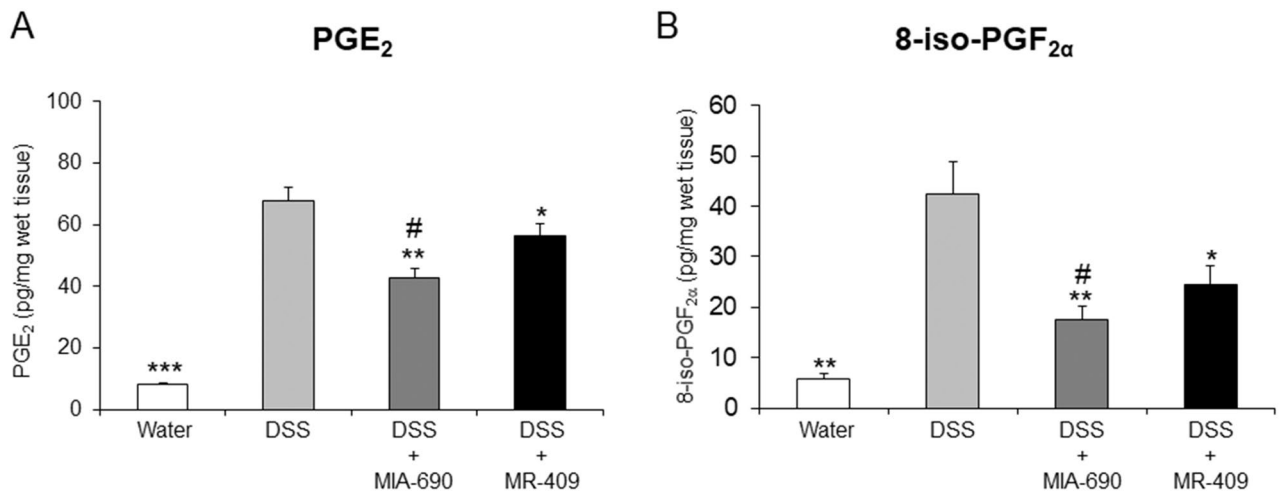 A
PGE₂
PGE₂ (pg/mg wet tissue)
100
80
60
40
20
0
***
#
**
*
Water
DSS
DSS
+
MIA-690
DSS
+
MR-409
B
8-iso-PGF₂α
8-iso-PGF₂α (pg/mg wet tissue)
60
50
40
30
20
10
0
**
#
**
*
Water
DSS
DSS
+
MIA-690
DSS
+
MR-409